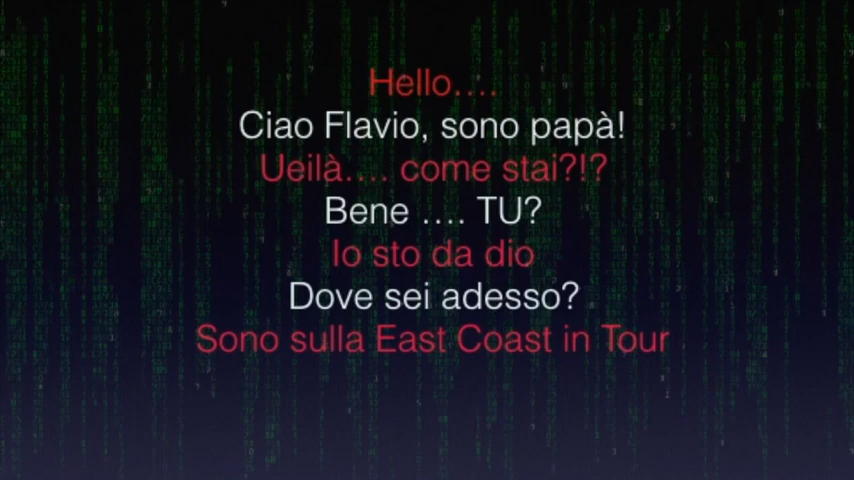 Hello….
Ciao Flavio, sono papà!
Ueilà…. come stai?!?
Bene …. TU?
Io sto da dio
Dove sei adesso?
Sono sulla East Coast in Tour